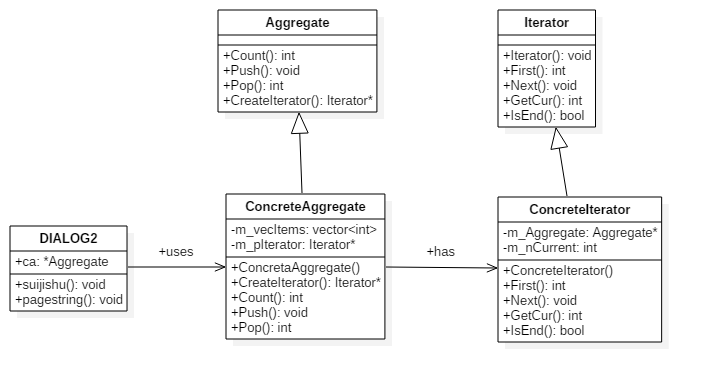 Aggregate
+Count(): int
+Push(): void
+Pop(): int
+CreateIterator(): Iterator*
Iterator
+Iterator(): void
+First(): int
+Next(): void
+GetCur(): int
+IsEnd(): bool
DIALOG2
+ca: *Aggregate
+suijishu(): void
+pagestring(): void
+uses
ConcreteAggregate
-m_vecItems: vector<int>
-m_pIterator: Iterator*
+ConcretaAggregate()
+CreateIterator(): Iterator*
+Count(): int
+Push(): void
+Pop(): int
+has
ConcreteIterator
-m_Aggregate: Aggregate*
-m_nCurrent: int
+ConcreteIterator()
+First(): int
+Next(): void
+GetCur(): int
+IsEnd(): bool